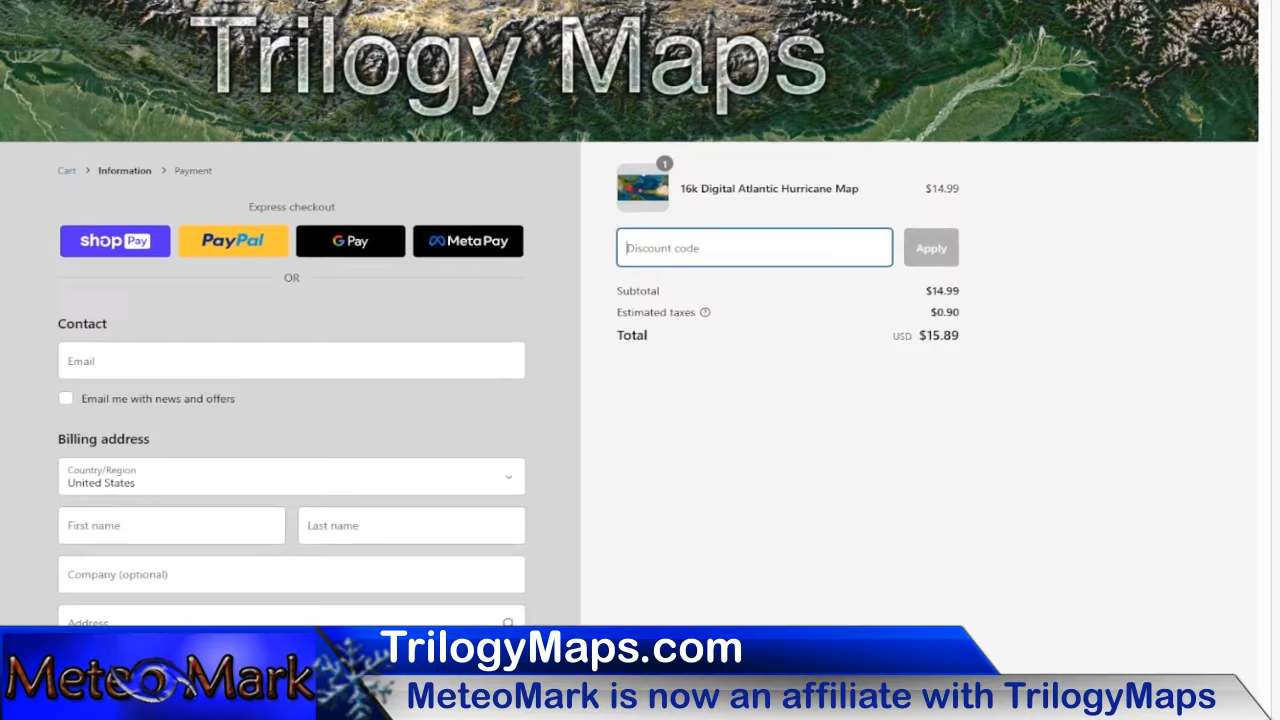 Trilogy Maps
Cart > Information > Payment
Express checkout
shop Pay
PayPal
G Pay
Meta Pay
OR
Contact
Email
Email me with news and offers
Billing address
Country/Region
United States
First name
Last name
Company (optional)
Address
1
16k Digital Atlantic Hurricane Map $14.99
Discount code
Apply
Subtotal $14.99
Estimated taxes $0.90
Total USD $15.89
MeteoMark
TrilogyMaps.com
MeteoMark is now an affiliate with TrilogyMaps